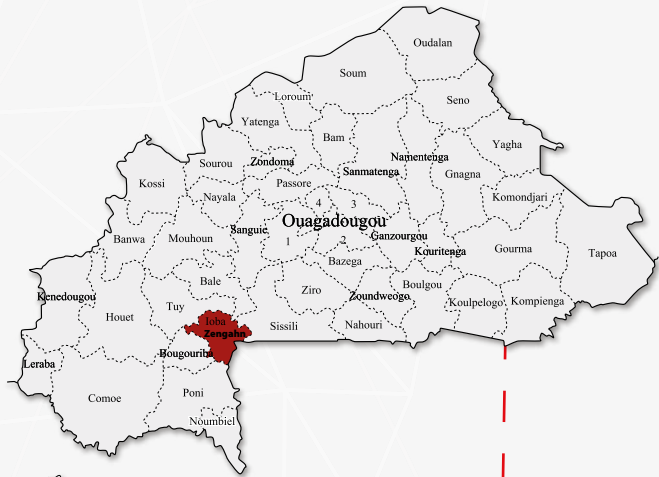 Oudalan
Soum
Loroum
Seno
Yatenga
Bam
Yagha
Sourou
Zondoma
Namentenga
Sanmatenga
Gnagna
Kossi
Passore
Nayala
Komondjari
4
3
Ouagadougou
Sanguie
Ganzourgou
Banwa
Mouhoun
1
2
Kouritenga
Gourma
Tapoa
Bazega
Bale
Boulgou
Ziro
Zoundweogo
Kenedougou
Tuy
Koulpelogo
Kompienga
Houet
Ioba
Sissili
Nahouri
Zengahn
Bougouriba
Leraba
Poni
Comoe
Noumbiel